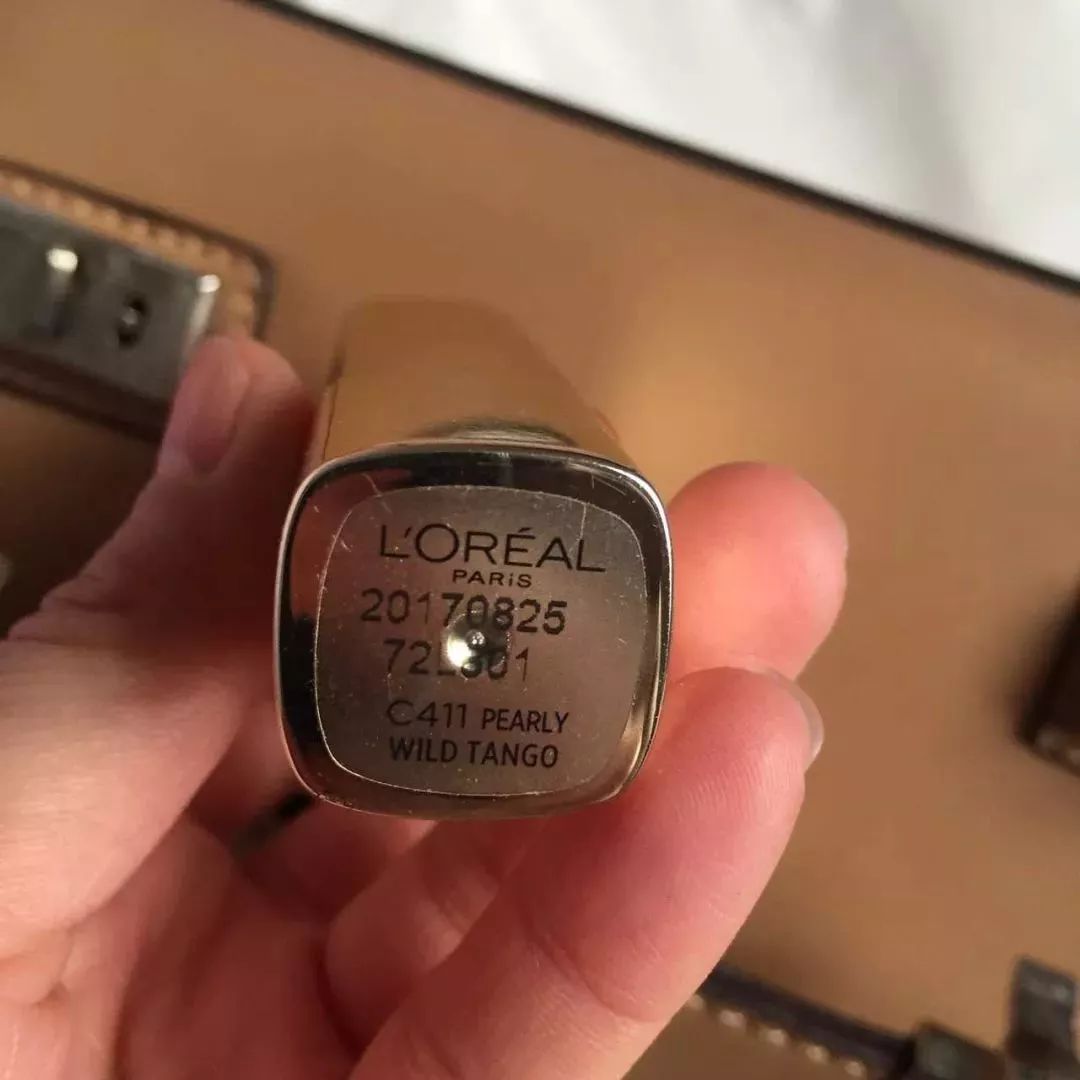 L'ORÉAL
PARIS
20170825
C411 PEARLY
WILD TANGO